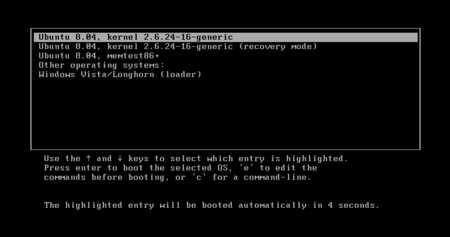 Ubuntu 8.04, kernel 2.6.24-16-generic
Ubuntu 8.04, kernel 2.6.24-16-generic (recovery mode)
Ubuntu 8.04, memtest86+
Other operating systems:
Windows Vista/Longhorn (loader)
Use the ↑ and ↓ keys to select which entry is highlighted.
Press enter to boot the selected OS, 'e' to edit the
commands before booting, or 'c' for a command-line.
The highlighted entry will be booted automatically in 4 seconds.